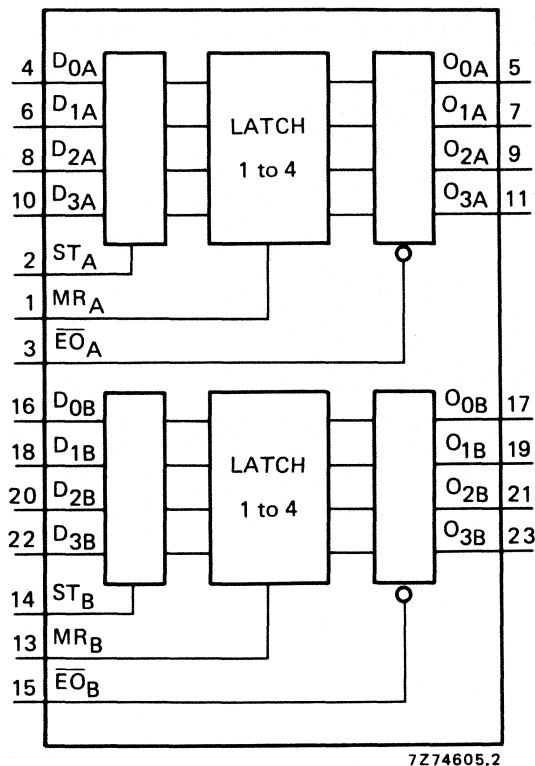 4 D0A O0A 5
6 D1A O1A 7
8 D2A O2A 9
10 D3A O3A 11
LATCH
1 to 4
2 STA
1 MRA
3 E̅O̅A
16 D0B O0B 17
18 D1B O1B 19
20 D2B O2B 21
22 D3B O3B 23
LATCH
1 to 4
14 STB
13 MRB
15 E̅O̅B
7Z74605.2